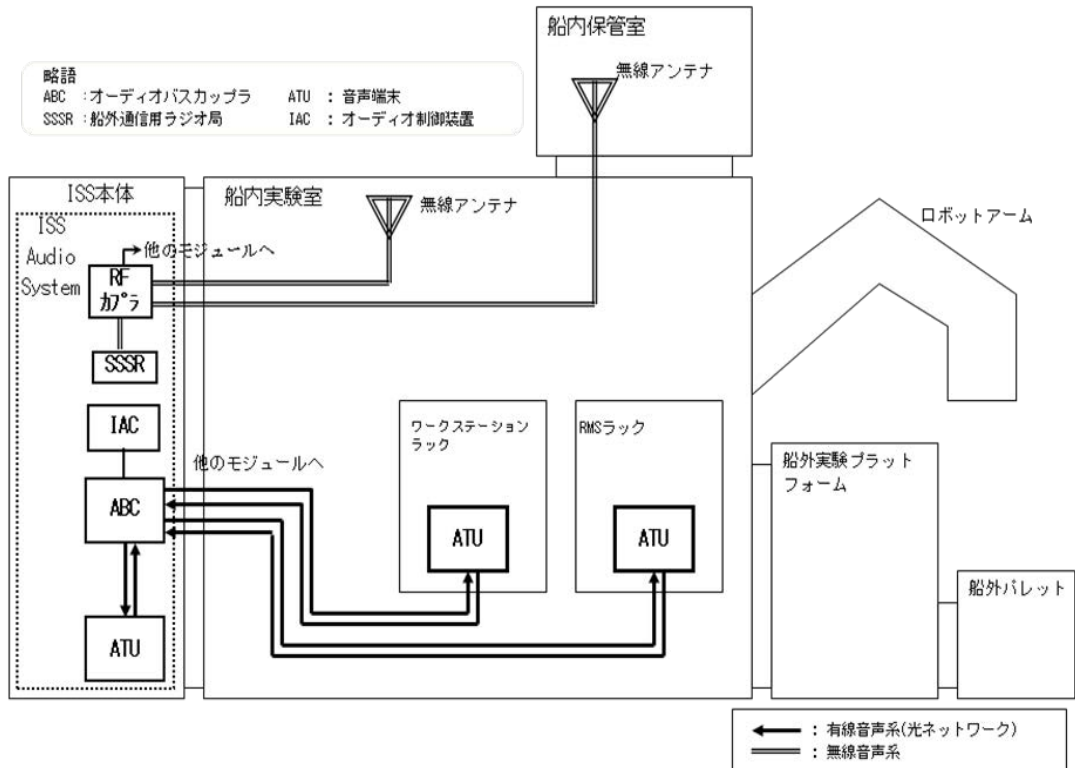 船内保管室
無線アンテナ
略語
ABC :オーディオバスカップラ ATU : 音声端末
SSSR :船外通信用ラジオ局 IAC : オーディオ制御装置
ISS本体
船内実験室
無線アンテナ
ロボットアーム
ISS
Audio
System
他のモジュールへ
RF
カプラ
SSSR
IAC
ワークステーション
ラック
RMSラック
他のモジュールへ
船外実験プラット
フォーム
ABC
ATU
ATU
船外パレット
ATU
: 有線音声系(光ネットワーク)
: 無線音声系